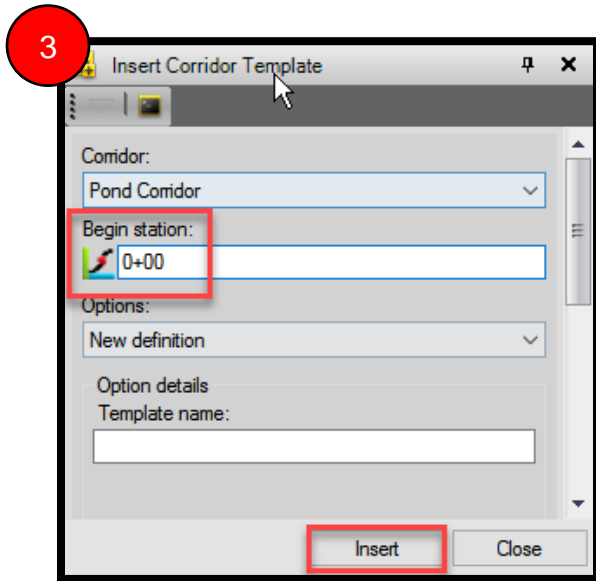 3
Insert Corridor Template
Corridor:
Pond Corridor
Begin station:
0+00
Options:
New definition
Option details
Template name:
Insert
Close